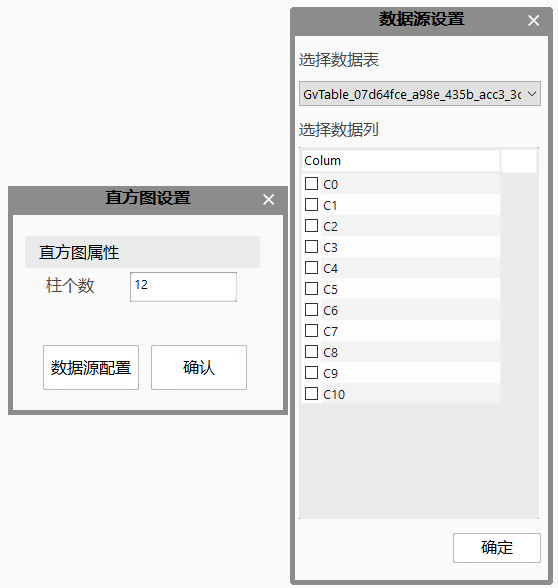 直方图设置
直方图属性
柱个数
12
数据源配置
确认
数据源设置
选择数据表
GvTable_07d64fce_a98e_435b_acc3_3c
选择数据列
Colum
C0
C1
C2
C3
C4
C5
C6
C7
C8
C9
C10
确定